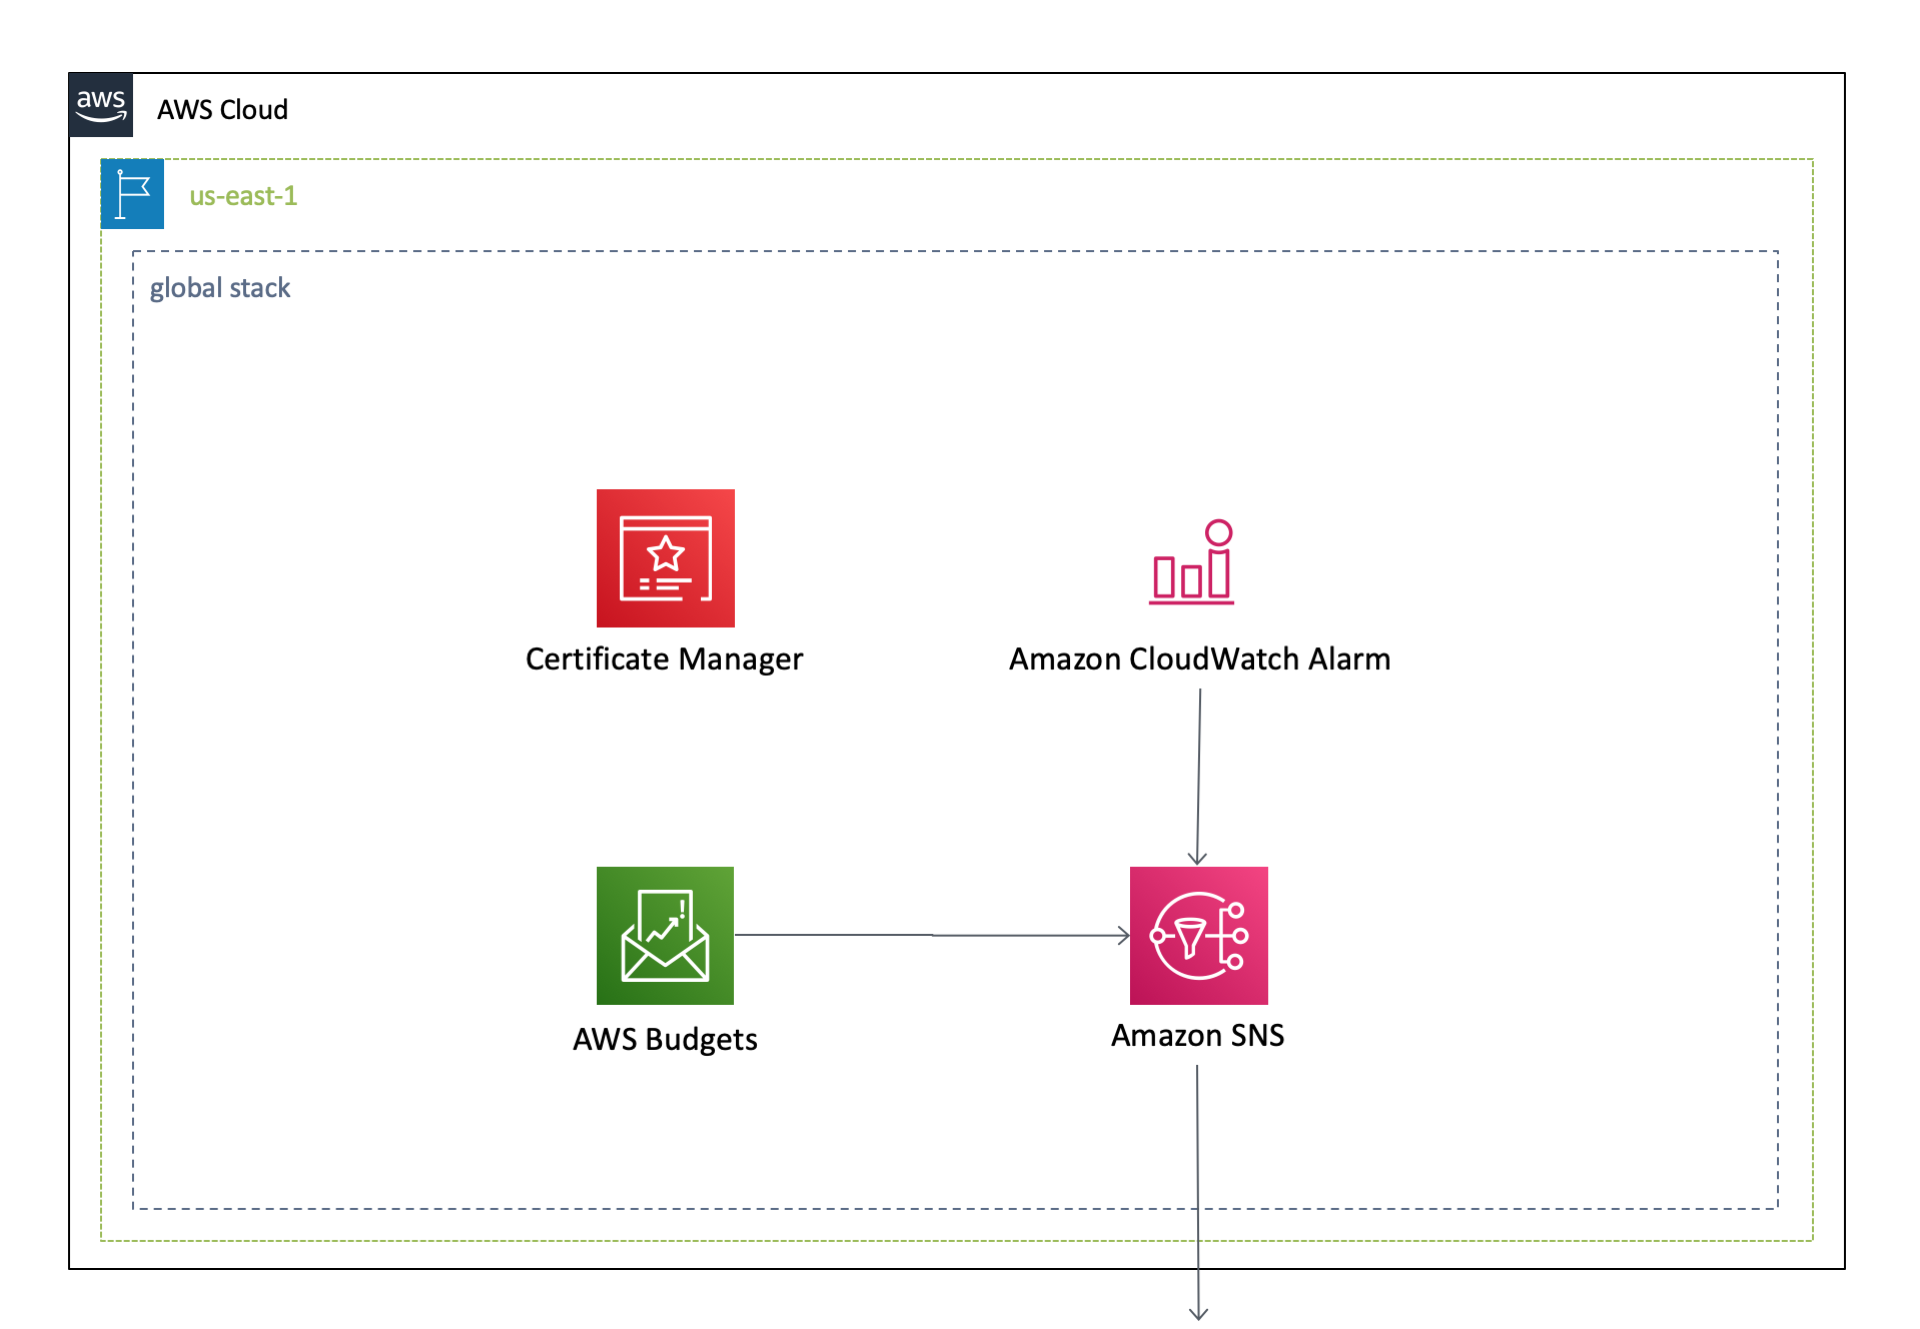 aws
AWS Cloud
us-east-1
global stack
Certificate Manager
Amazon CloudWatch Alarm
AWS Budgets
Amazon SNS